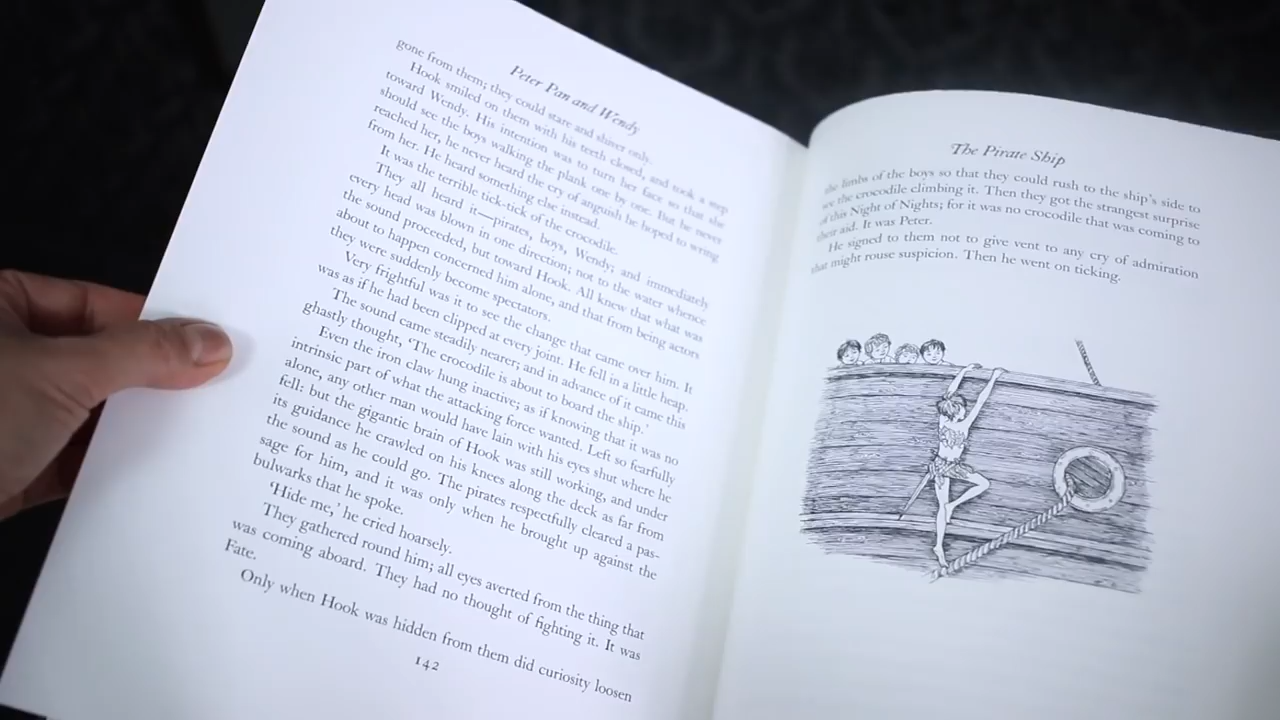 Peter Pan and Wendy
gone from them; they could stare and shiver only.
Hook smiled on them with his teeth closed, and took a step
toward Wendy. His intention was to turn her face so that she
should see the boys walking the plank one by one. But he never
reached her, he never heard the cry of anguish he hoped to wring
from her. He heard something else instead.
It was the terrible tick-tick of the crocodile.
They all heard it—pirates, boys, Wendy; and immediately
every head was blown in one direction; not to the water whence
the sound proceeded, but toward Hook. All knew that what was
about to happen concerned him alone, and that from being actors
they were suddenly become spectators.
Very frightful was it to see the change that came over him. It
was as if he had been clipped at every joint. He fell in a little heap.
The sound came steadily nearer; and in advance of it came this
ghastly thought, 'The crocodile is about to board the ship.'
Even the iron claw hung inactive; as if knowing that it was no
intrinsic part of what the attacking force wanted. Left so fearfully
alone, any other man would have lain with his eyes shut where he
fell: but the gigantic brain of Hook was still working, and under
its guidance he crawled on his knees along the deck as far from
the sound as he could go. The pirates respectfully cleared a pas-
sage for him, and it was only when he brought up against the
bulwarks that he spoke.
'Hide me,' he cried hoarsely.
They gathered round him; all eyes averted from the thing that
was coming aboard. They had no thought of fighting it. It was
Fate.
Only when Hook was hidden from them did curiosity loosen
142
The Pirate Ship
the limbs of the boys so that they could rush to the ship's side to
see the crocodile climbing it. Then they got the strangest surprise
of this Night of Nights; for it was no crocodile that was coming to
their aid. It was Peter.
He signed to them not to give vent to any cry of admiration
that might rouse suspicion. Then he went on ticking.